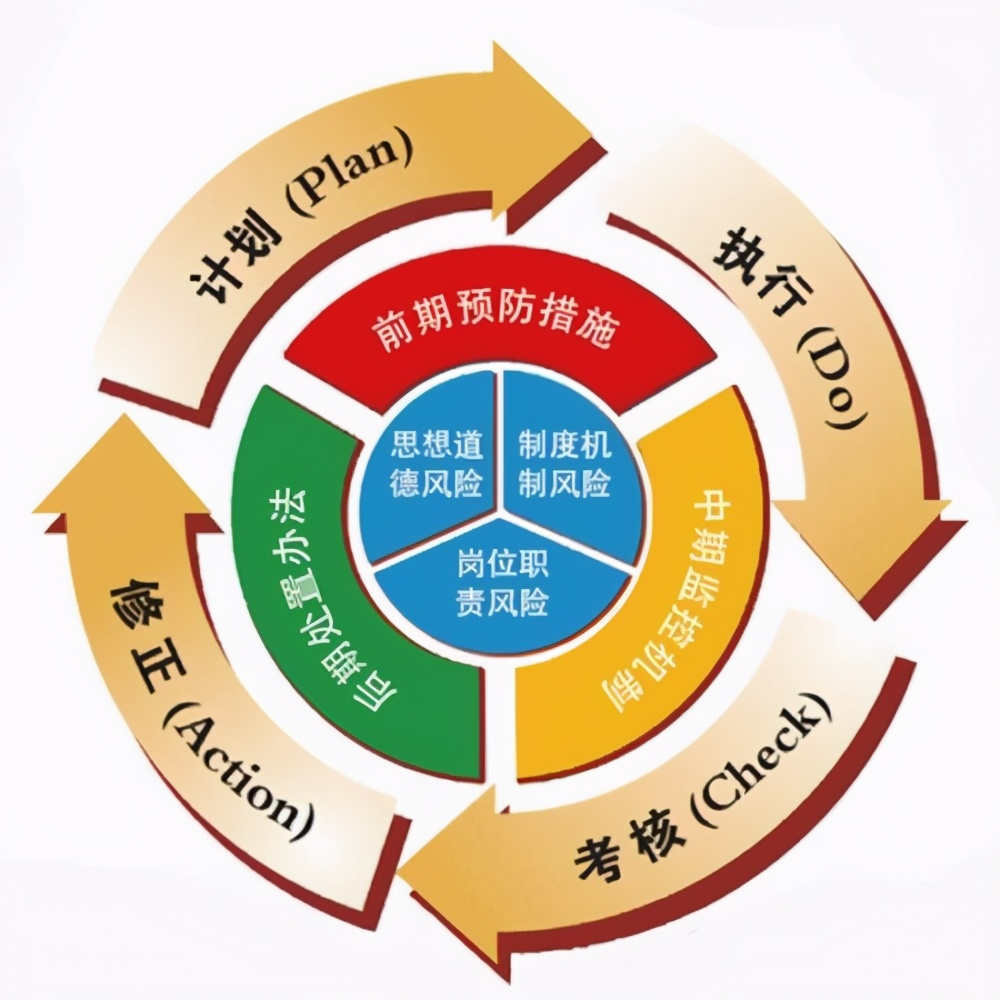 计划 (Plan)
执行 (Do)
考核 (Check)
修正 (Action)
前期预防措施
中期监控机制
后期处置办法
思想道
德风险
制度机
制风险
岗位职
责风险